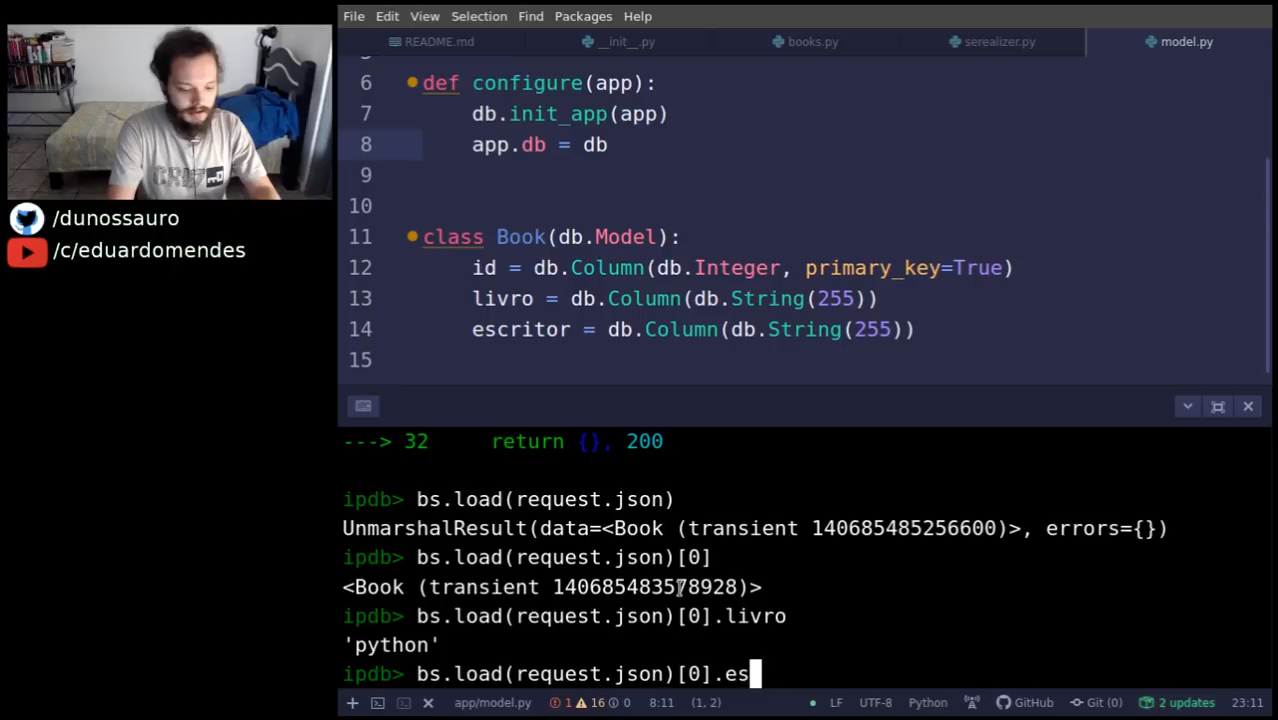 File Edit View Selection Find Packages Help
README.md __init__.py books.py serealizer.py model.py
6 def configure(app):
7 db.init_app(app)
8 app.db = db
9
10
11 class Book(db.Model):
12 id = db.Column(db.Integer, primary_key=True)
13 livro = db.Column(db.String(255))
14 escritor = db.Column(db.String(255))
15
/dunossauro
/c/eduardomendes
---> 32 return {}, 200
ipdb> bs.load(request.json)
UnmarshalResult(data=<Book (transient 140685485256600)>, errors={})
ipdb> bs.load(request.json)[0]
<Book (transient 140685483578928)>
ipdb> bs.load(request.json)[0].livro
'python'
ipdb> bs.load(request.json)[0].es
app/model.py 1 16 0 8:11 (1, 2) LF UTF-8 Python GitHub Git (0) 2 updates 23:11